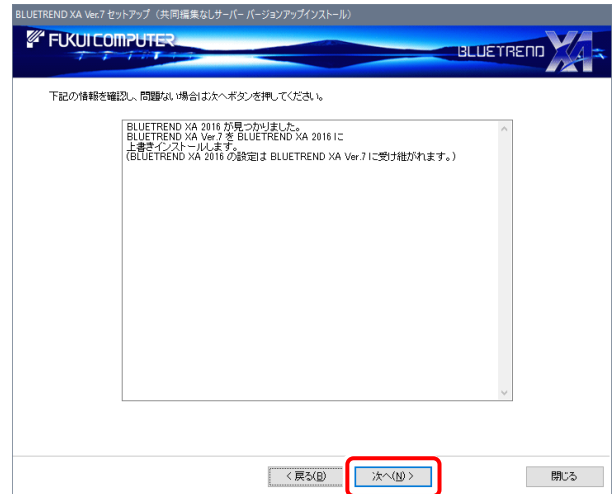 BLUETREND XA Ver.7 セットアップ（共同編集なしサーバー バージョンアップインストール）
FUKUI COMPUTER
BLUETREND XA
下記の情報を確認し、問題ない場合は次へボタンを押してください。
BLUETREND XA 2016 が見つかりました。
BLUETREND XA Ver.7 を BLUETREND XA 2016 に
上書きインストールします。
(BLUETREND XA 2016 の設定は BLUETREND XA Ver.7 に受け継がれます。)
< 戻る(B)
次へ(N) >
閉じる